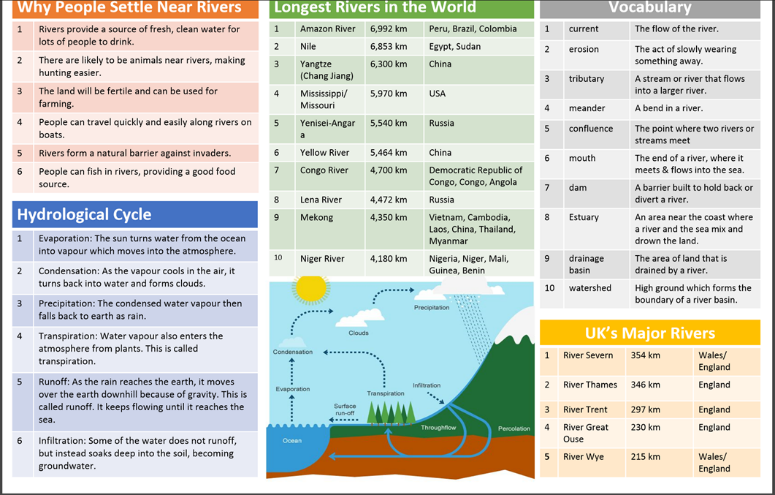 Why People Settle Near Rivers
1 Rivers provide a source of fresh, clean water for
lots of people to drink.
2 There are likely to be animals near rivers, making
hunting easier.
3 The land will be fertile and can be used for
farming.
4 People can travel quickly and easily along rivers on
boats.
5 Rivers form a natural barrier against invaders.
6 People can fish in rivers, providing a good food
source.
Hydrological Cycle
1 Evaporation: The sun turns water from the ocean
into vapour which moves into the atmosphere.
2 Condensation: As the vapour cools in the air, it
turns back into water and forms clouds.
3 Precipitation: The condensed water vapour then
falls back to earth as rain.
4 Transpiration: Water vapour also enters the
atmosphere from plants. This is called
transpiration.
5 Runoff: As the rain reaches the earth, it moves
over the earth downhill because of gravity. This is
called runoff. It keeps flowing until it reaches the
sea.
6 Infiltration: Some of the water does not runoff,
but instead soaks deep into the soil, becoming
groundwater.
Longest Rivers in the World
1 Amazon River 6,992 km Peru, Brazil, Colombia
2 Nile 6,853 km Egypt, Sudan
3 Yangtze 6,300 km China
(Chang Jiang)
4 Mississippi/ 5,970 km USA
Missouri
5 Yenisei-Angar 5,540 km Russia
a
6 Yellow River 5,464 km China
7 Congo River 4,700 km Democratic Republic of
Congo, Congo, Angola
8 Lena River 4,472 km Russia
9 Mekong 4,350 km Vietnam, Cambodia,
Laos, China, Thailand,
Myanmar
10 Niger River 4,180 km Nigeria, Niger, Mali,
Guinea, Benin
Precipitation
Clouds
Condensation
Evaporation
Transpiration
Infiltration
Surface
run-off
Ocean
Throughflow
Percolation
Vocabulary
1 current The flow of the river.
2 erosion The act of slowly wearing
something away.
3 tributary A stream or river that flows
into a larger river.
4 meander A bend in a river.
5 confluence The point where two rivers or
streams meet
6 mouth The end of a river, where it
meets & flows into the sea.
7 dam A barrier built to hold back or
divert a river.
8 Estuary An area near the coast where
a river and the sea mix and
drown the land.
9 drainage The area of land that is
basin drained by a river.
10 watershed High ground which forms the
boundary of a river basin.
UK's Major Rivers
1 River Severn 354 km Wales/
England
2 River Thames 346 km England
3 River Trent 297 km England
4 River Great 230 km England
Ouse
5 River Wye 215 km Wales/
England